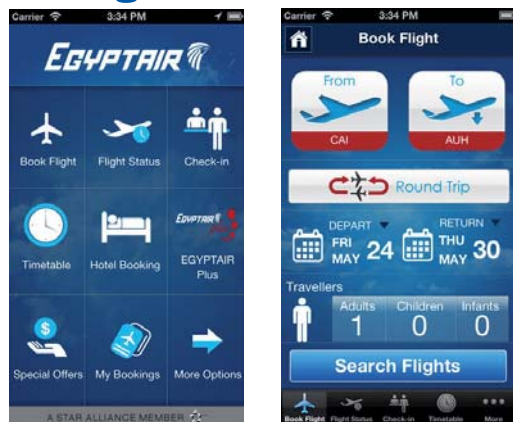 Carrier 3:34 PM
EGYPTAIR
Book Flight Flight Status Check-in
EGYPTAIR
Timetable Hotel Booking EGYPTAIR
Plus
Special Offers My Bookings More Options
A STAR ALLIANCE MEMBER
Carrier 3:34 PM
Book Flight
From To
CAI AUH
Round Trip
DEPART RETURN
FRI MAY 24 THU MAY 30
Travellers
Adults Children Infants
1 0 0
Search Flights
Book Flight Flight Status Check-in Timetable More